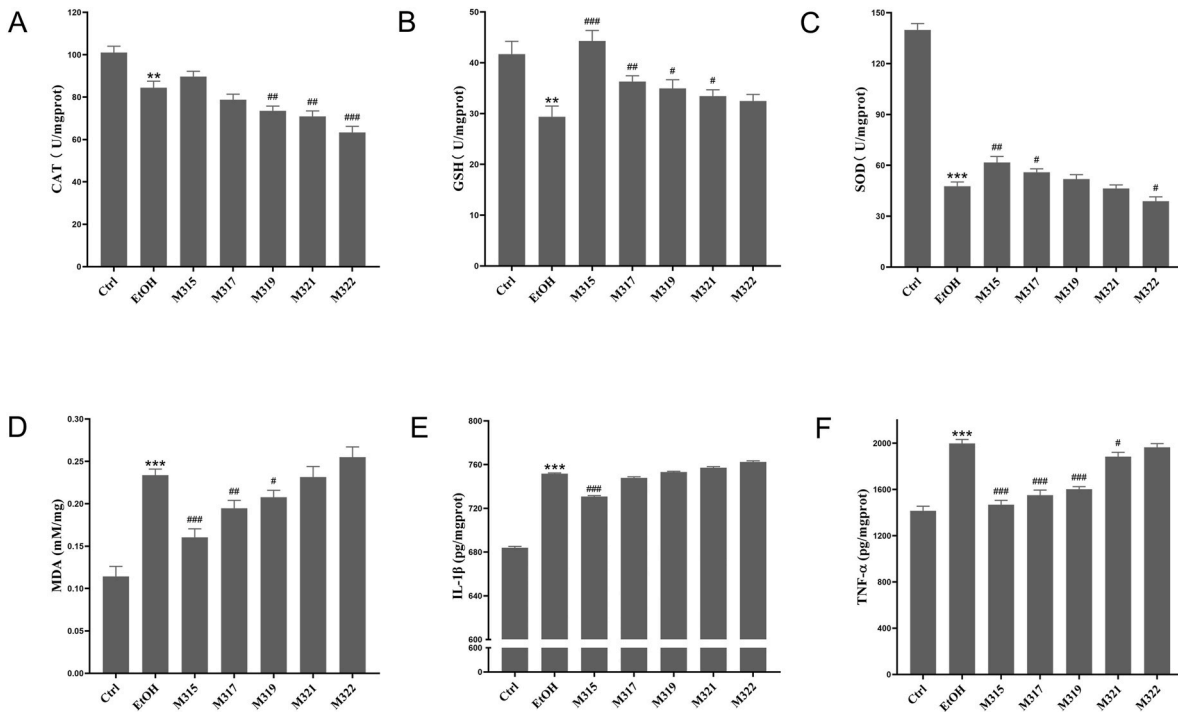 A
CAT ( U/mgprot)
120
100
80
60
40
20
0
**
##
##
###
Ctrl
EtOH
M315
M317
M319
M321
M322
B
GSH( U/mgprot)
50
40
30
20
10
0
**
###
##
#
#
Ctrl
EtOH
M315
M317
M319
M321
M322
C
SOD( U/mgprot)
150
120
90
60
30
0
***
##
#
#
Ctrl
EtOH
M315
M317
M319
M321
M322
D
MDA (mM/mg)
0.30
0.25
0.20
0.15
0.10
0.05
0.00
***
###
##
#
Ctrl
EtOH
M315
M317
M319
M321
M322
E
IL-1β (pg/mgprot)
800
760
720
680
640
600
600
0
***
###
Ctrl
EtOH
M315
M317
M319
M321
M322
F
TNF-α (pg/mgprot)
2000
1600
1200
800
400
0
***
###
###
###
#
Ctrl
EtOH
M315
M317
M319
M321
M322